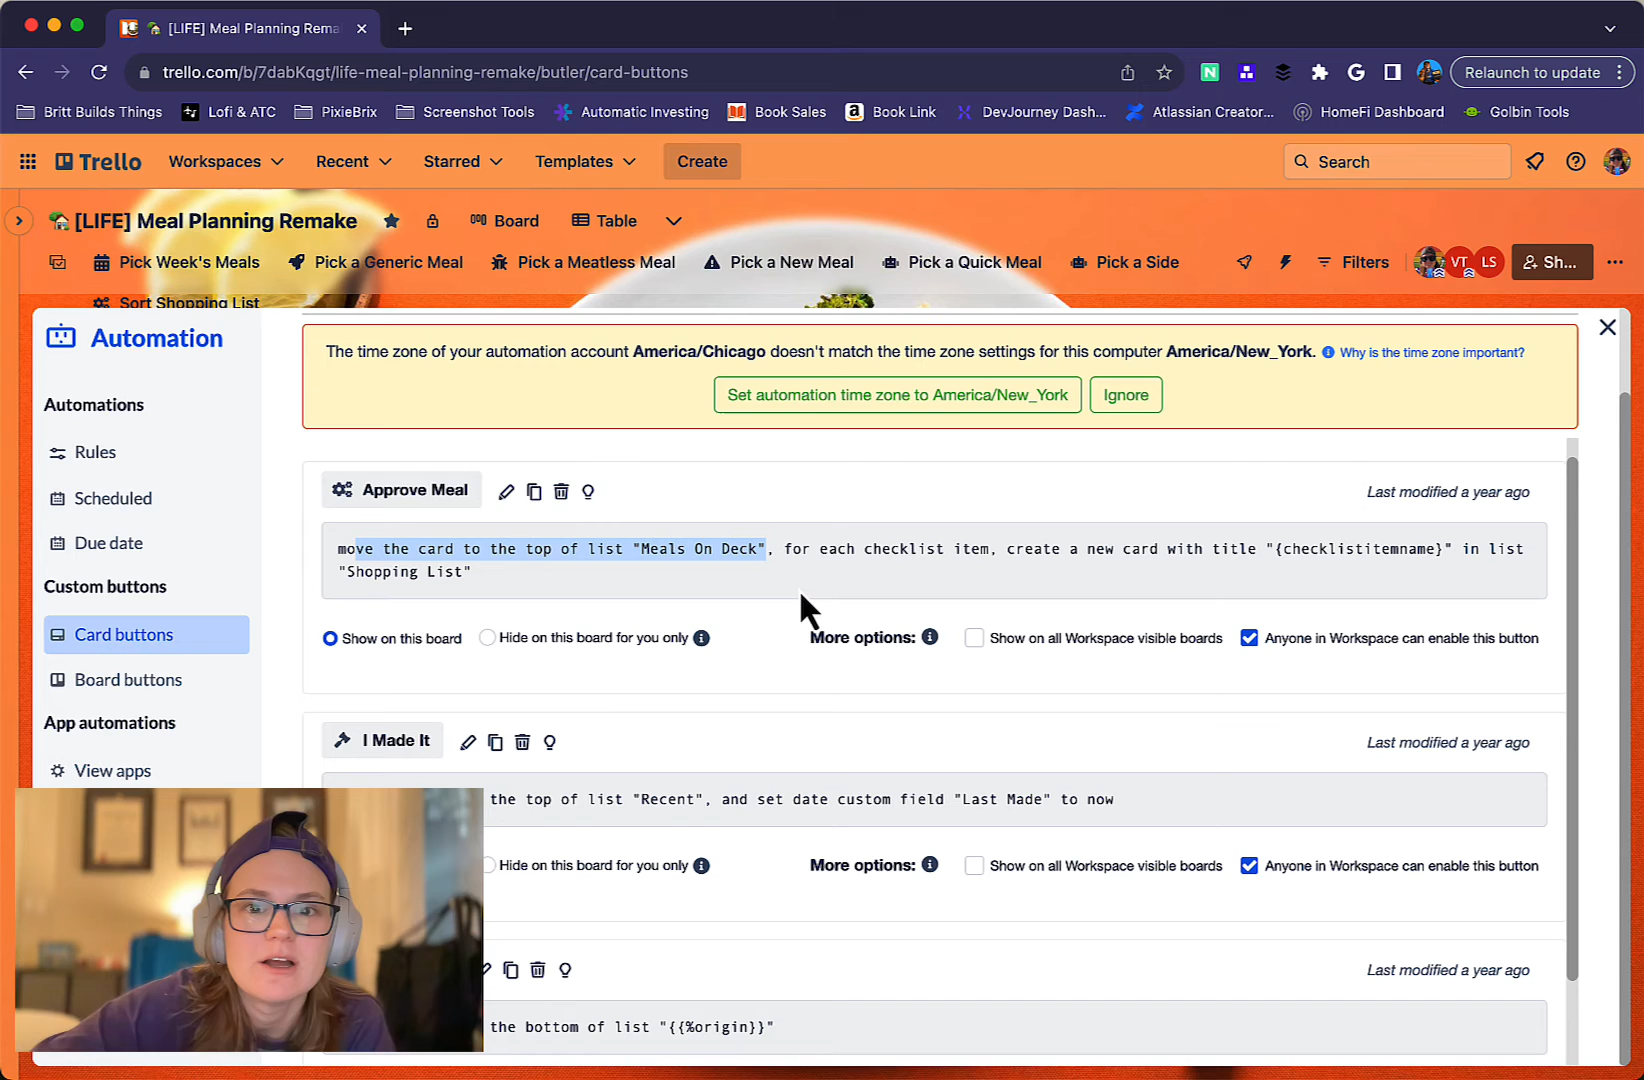 [LIFE] Meal Planning Rema
trello.com/b/7dabKqgt/life-meal-planning-remake/butler/card-buttons
Relaunch to update
Britt Builds Things
Lofi & ATC
PixieBrix
Screenshot Tools
Automatic Investing
Book Sales
Book Link
DevJourney Dash...
Atlassian Creator...
HomeFi Dashboard
Golbin Tools
Trello
Workspaces
Recent
Starred
Templates
Create
Search
[LIFE] Meal Planning Remake
Board
Table
Pick Week's Meals
Pick a Generic Meal
Pick a Meatless Meal
Pick a New Meal
Pick a Quick Meal
Pick a Side
Filters
VT
LS
Sh...
Sort Shopping List
Automation
Automations
Rules
Scheduled
Due date
Custom buttons
Card buttons
Board buttons
App automations
View apps
The time zone of your automation account America/Chicago doesn't match the time zone settings for this computer America/New_York. Why is the time zone important?
Set automation time zone to America/New_York
Ignore
Approve Meal
Last modified a year ago
move the card to the top of list "Meals On Deck", for each checklist item, create a new card with title "{checklistitemname}" in list
"Shopping List"
Show on this board
Hide on this board for you only
More options:
Show on all Workspace visible boards
Anyone in Workspace can enable this button
I Made It
Last modified a year ago
the top of list "Recent", and set date custom field "Last Made" to now
Hide on this board for you only
More options:
Show on all Workspace visible boards
Anyone in Workspace can enable this button
Last modified a year ago
the bottom of list "{{%origin}}"